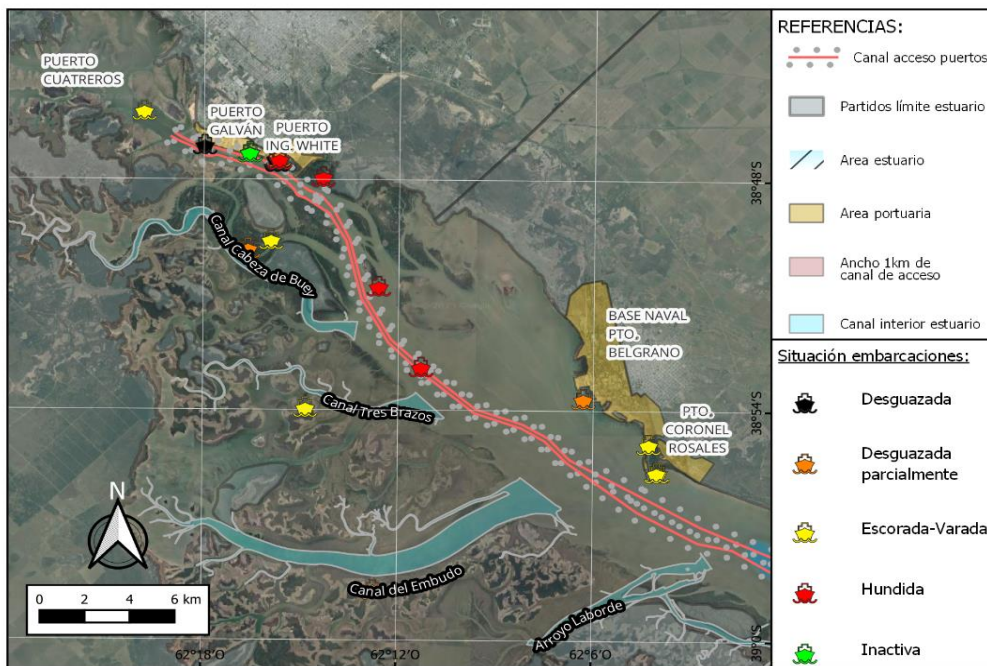 PUERTO
CUATREROS
PUERTO
GALVÁN
PUERTO
ING. WHITE
Canal Cabeza de Buey
BASE NAVAL
PTO.
BELGRANO
Canal Tres Brazos
PTO.
CORONEL
ROSALES
Canal del Embudo
Arroyo Laborde
N
0 2 4 6 km
62°18'O 62°12'O 62°6'O
38°48'S
38°54'S
39°0'S
REFERENCIAS:
Canal acceso puertos
Partidos límite estuario
Area estuario
Area portuaria
Ancho 1km de
canal de acceso
Canal interior estuario
Situación embarcaciones:
Desguazada
Desguazada
parcialmente
Escorada-Varada
Hundida
Inactiva